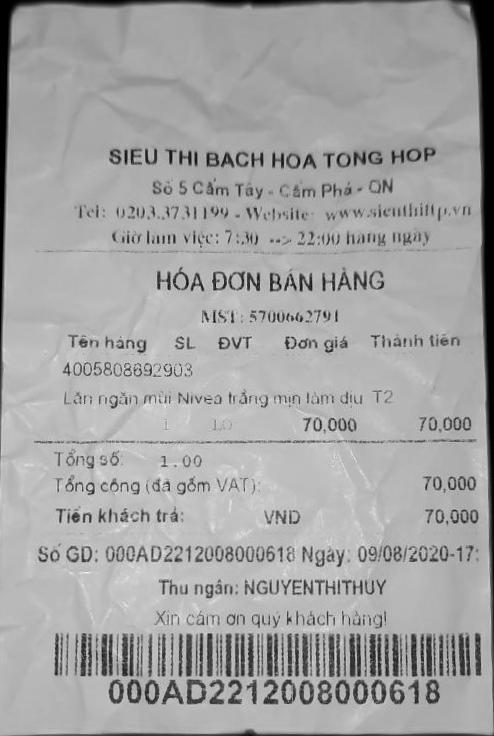 SIEU THI BACH HOA TONG HOP
Số 5 Cẩm Tây - Cẩm Phả - QN
Tel: 0203.3731199 - Website: www.sieuthittp.vn
Giờ làm việc: 7:30 --> 22:00 hàng ngày
HÓA ĐƠN BÁN HÀNG
MST: 5700662791
Tên hàng SL ĐVT Đơn giá Thành tiền
4005808692903
Lăn ngăn mùi Nivea trắng mịn làm dịu T2
1 LO 70,000 70,000
Tổng số: 1.00
Tổng cộng (đã gồm VAT): 70,000
Tiền khách trả: VND 70,000
Số GD: 000AD2212008000618 Ngày: 09/08/2020-17:
Thu ngân: NGUYENTHITHUY
Xin cám ơn quý khách hàng!
000AD2212008000618